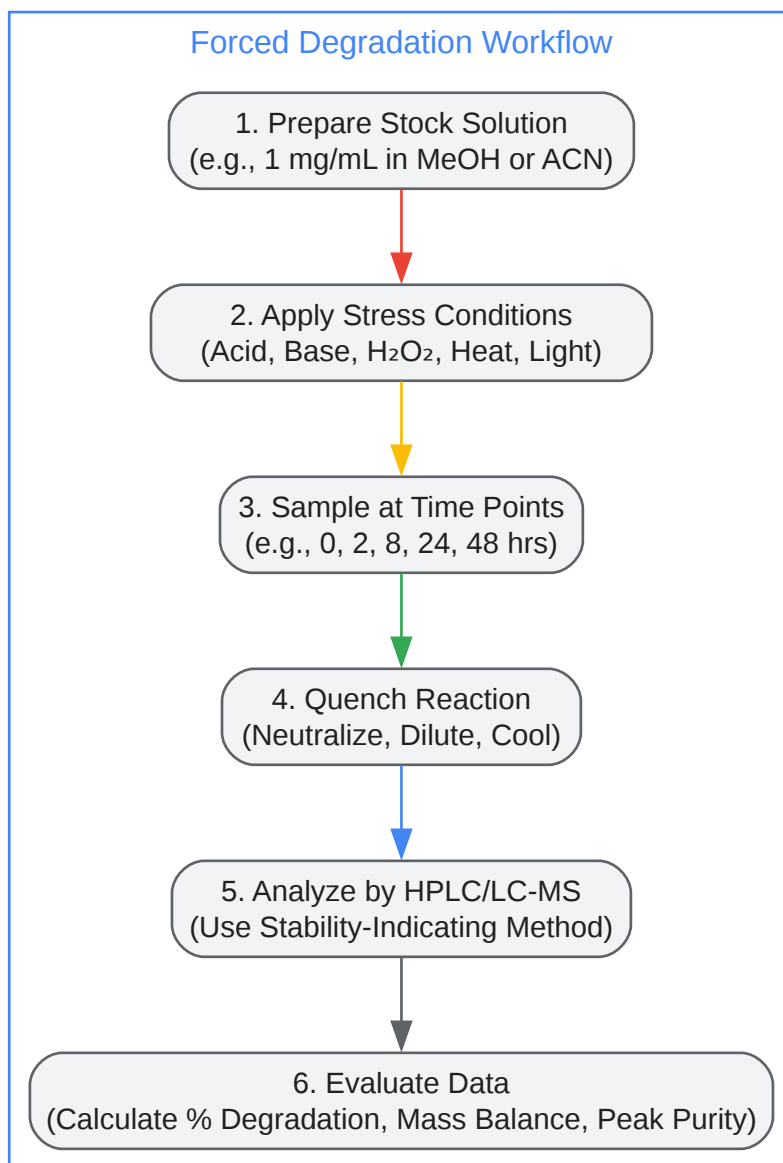 Forced Degradation Workflow
1. Prepare Stock Solution
(e.g., 1 mg/mL in MeOH or ACN)
2. Apply Stress Conditions
(Acid, Base, H₂O₂, Heat, Light)
3. Sample at Time Points
(e.g., 0, 2, 8, 24, 48 hrs)
4. Quench Reaction
(Neutralize, Dilute, Cool)
5. Analyze by HPLC/LC-MS
(Use Stability-Indicating Method)
6. Evaluate Data
(Calculate % Degradation, Mass Balance, Peak Purity)